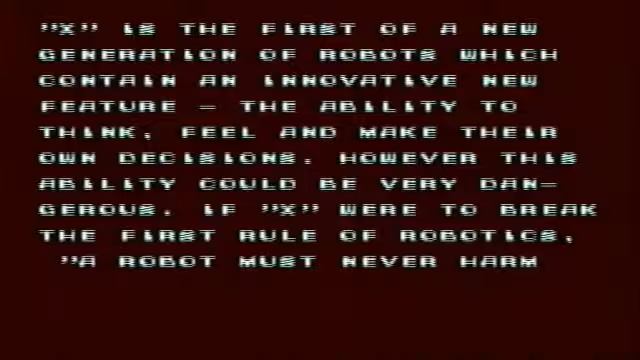 "X" IS THE FIRST OF A NEW
GENERATION OF ROBOTS WHICH
CONTAIN AN INNOVATIVE NEW
FEATURE - THE ABILITY TO
THINK, FEEL AND MAKE THEIR
OWN DECISIONS. HOWEVER THIS
ABILITY COULD BE VERY DAN-
GEROUS. IF "X" WERE TO BREAK
THE FIRST RULE OF ROBOTICS,
"A ROBOT MUST NEVER HARM